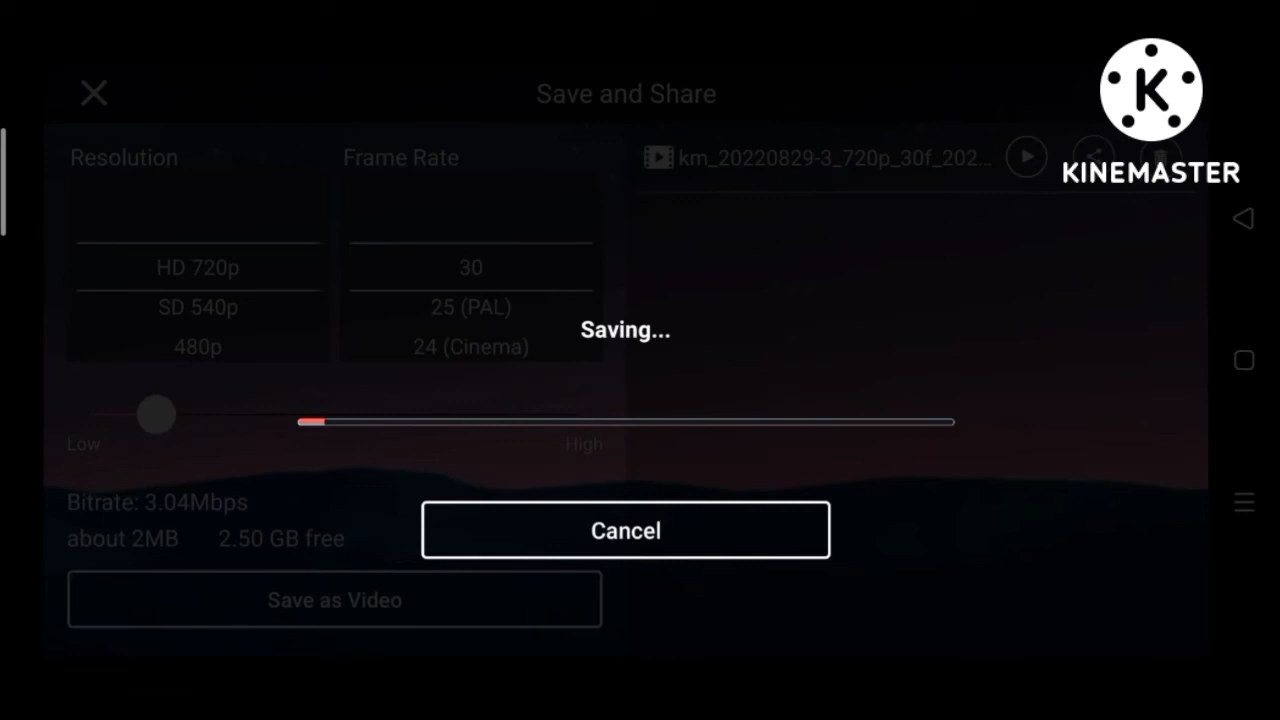 Save and Share
KINEMASTER
Resolution
Frame Rate
km_20220829-3_720p_30f_202...
HD 720p
30
SD 540p
25 (PAL)
480p
24 (Cinema)
Saving...
Low
High
Bitrate: 3.04Mbps
about 2MB
2.50 GB free
Cancel
Save as Video